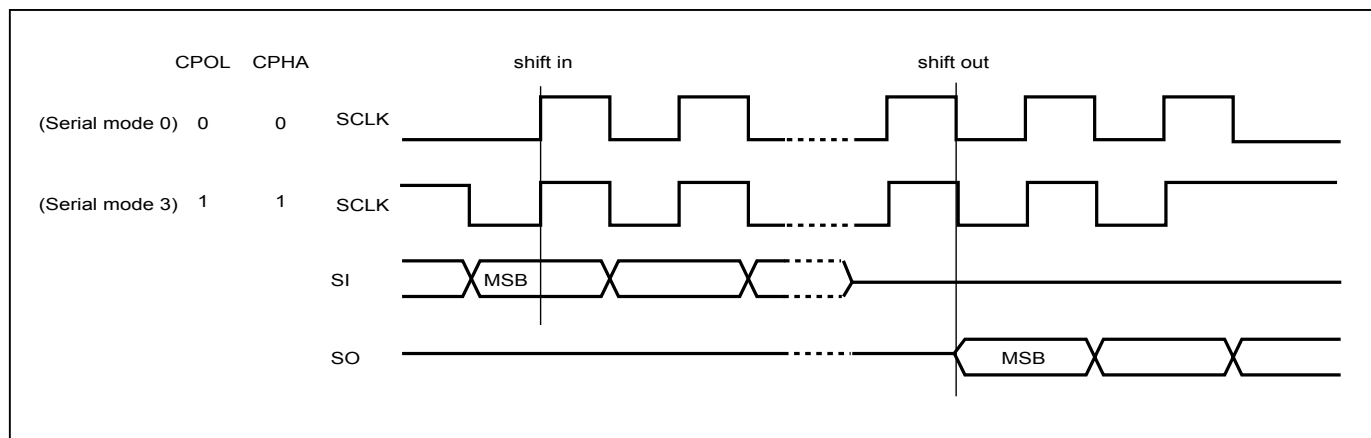 CPOL CPHA shift in shift out
(Serial mode 0) 0 0 SCLK
(Serial mode 3) 1 1 SCLK
SI MSB
SO MSB